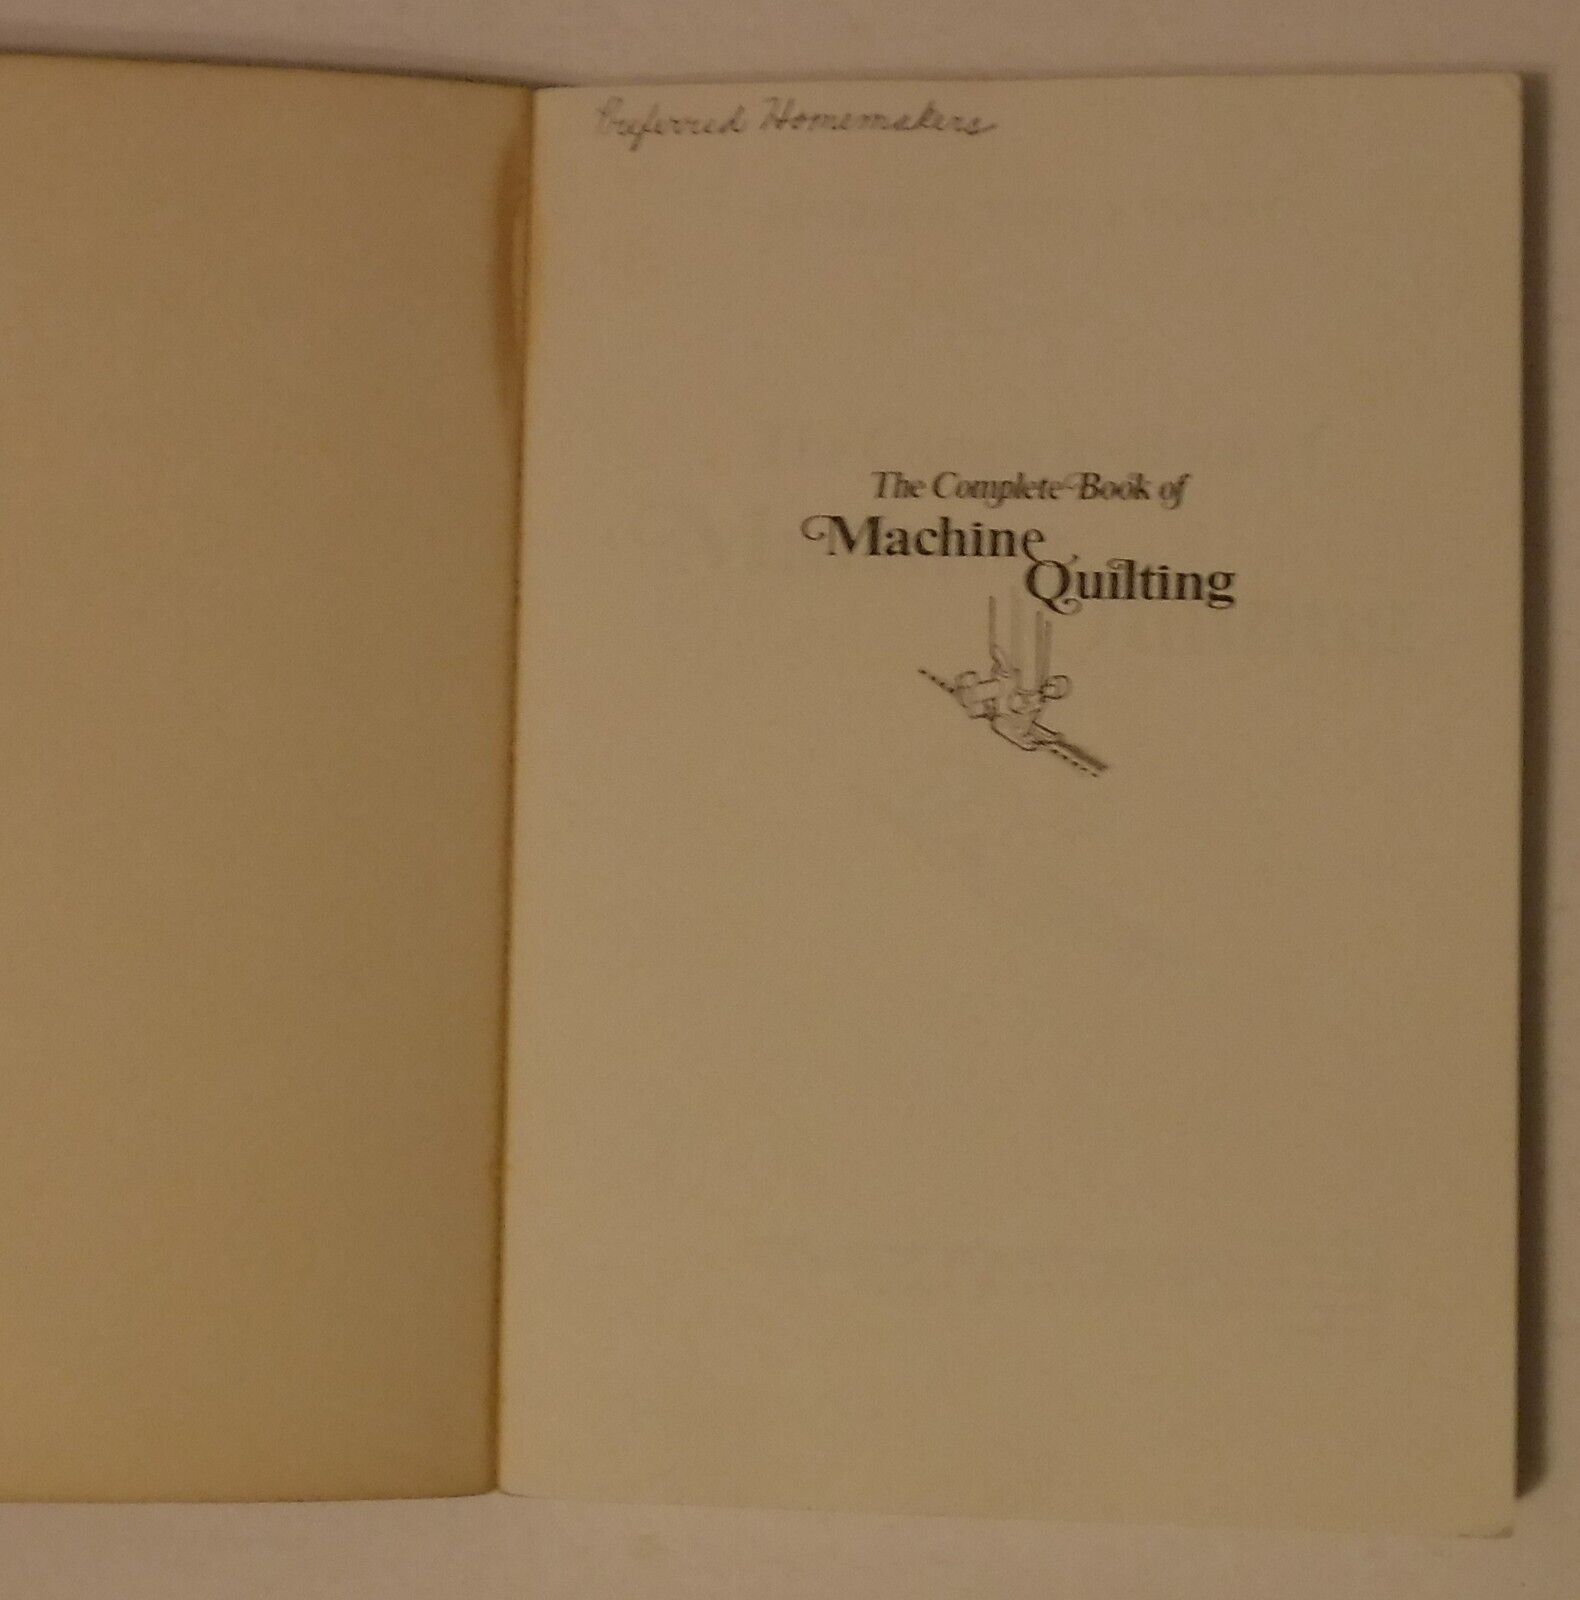 Preferred Homemakers
The Complete Book of
Machine
Quilting